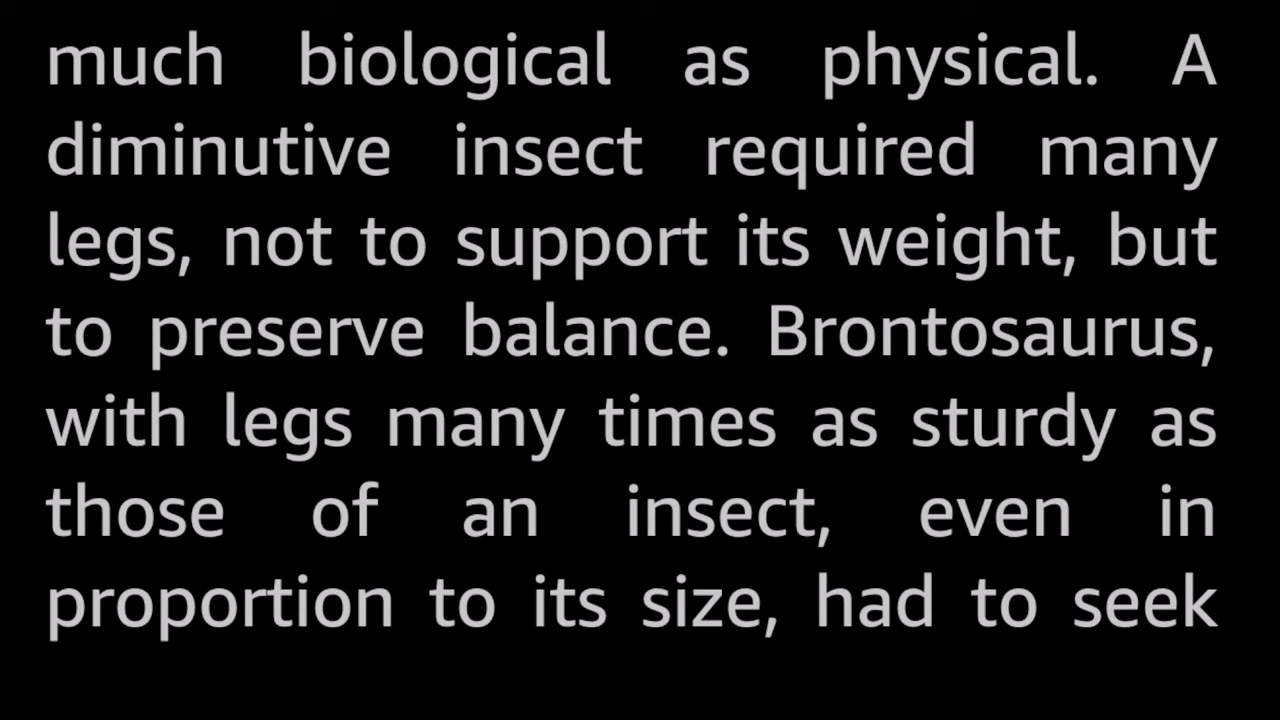 much biological as physical. A
diminutive insect required many
legs, not to support its weight, but
to preserve balance. Brontosaurus,
with legs many times as sturdy as
those of an insect, even in
proportion to its size, had to seek